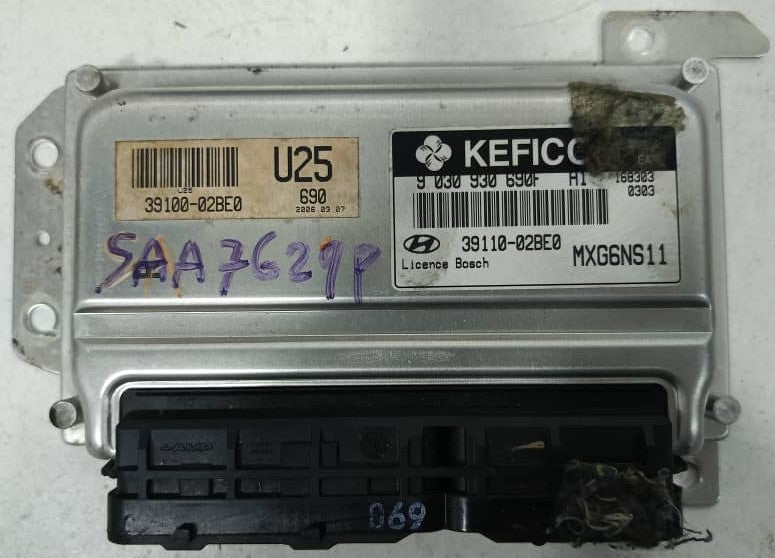 U25
U25
39100-02BE0
690
2006.03.07
KEFICO
9 030 930 690F A1 169303
0303
39110-02BE0
Licence Bosch
MXG6NS11
SAA7629P
069